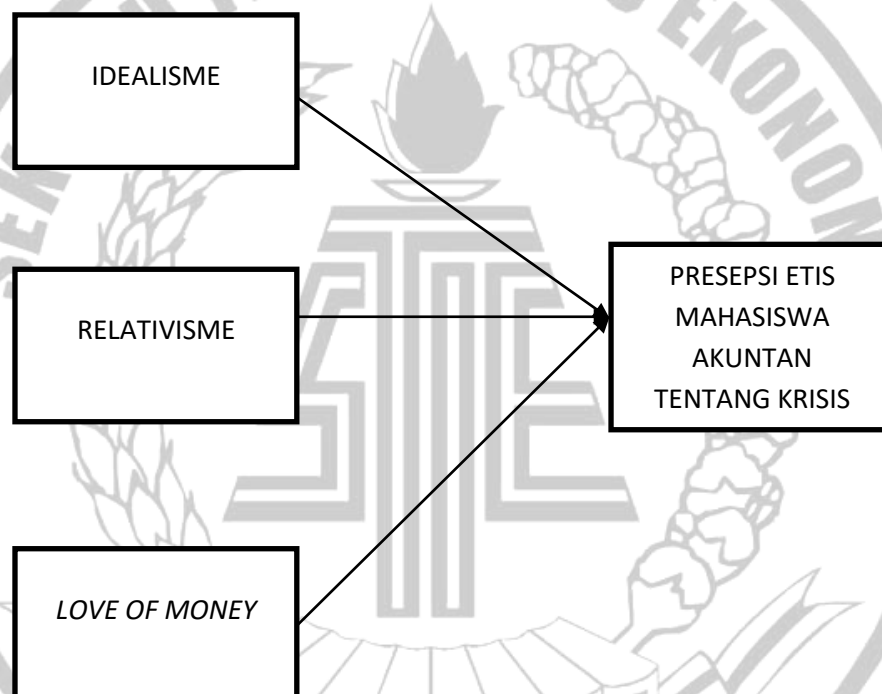 IDEALISME
RELATIVISME
LOVE OF MONEY
PRESEPSI ETIS
MAHASISWA
AKUNTAN
TENTANG KRISIS